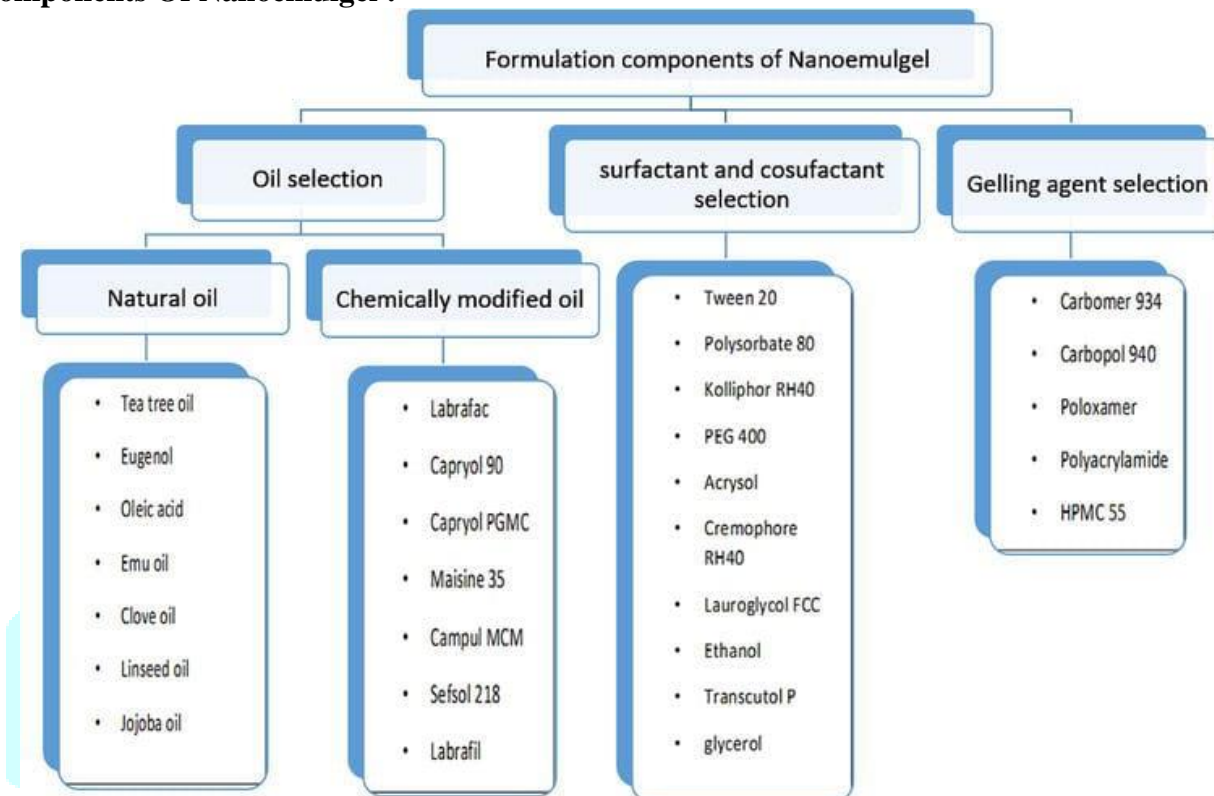 Components Of Nanoemulgel :
Formulation components of Nanoemulgel
Oil selection
surfactant and cosufactant
selection
Gelling agent selection
Natural oil
Chemically modified oil
• Tea tree oil
• Eugenol
• Oleic acid
• Emu oil
• Clove oil
• Linseed oil
• Jojoba oil
• Labrafac
• Capryol 90
• Capryol PGMC
• Maisine 35
• Campul MCM
• Sefsol 218
• Labrafil
• Tween 20
• Polysorbate 80
• Kolliphor RH40
• PEG 400
• Acrysol
• Cremophore
RH40
• Lauroglycol FCC
• Ethanol
• Transcutol P
• glycerol
• Carbomer 934
• Carbopol 940
• Poloxamer
• Polyacrylamide
• HPMC 55